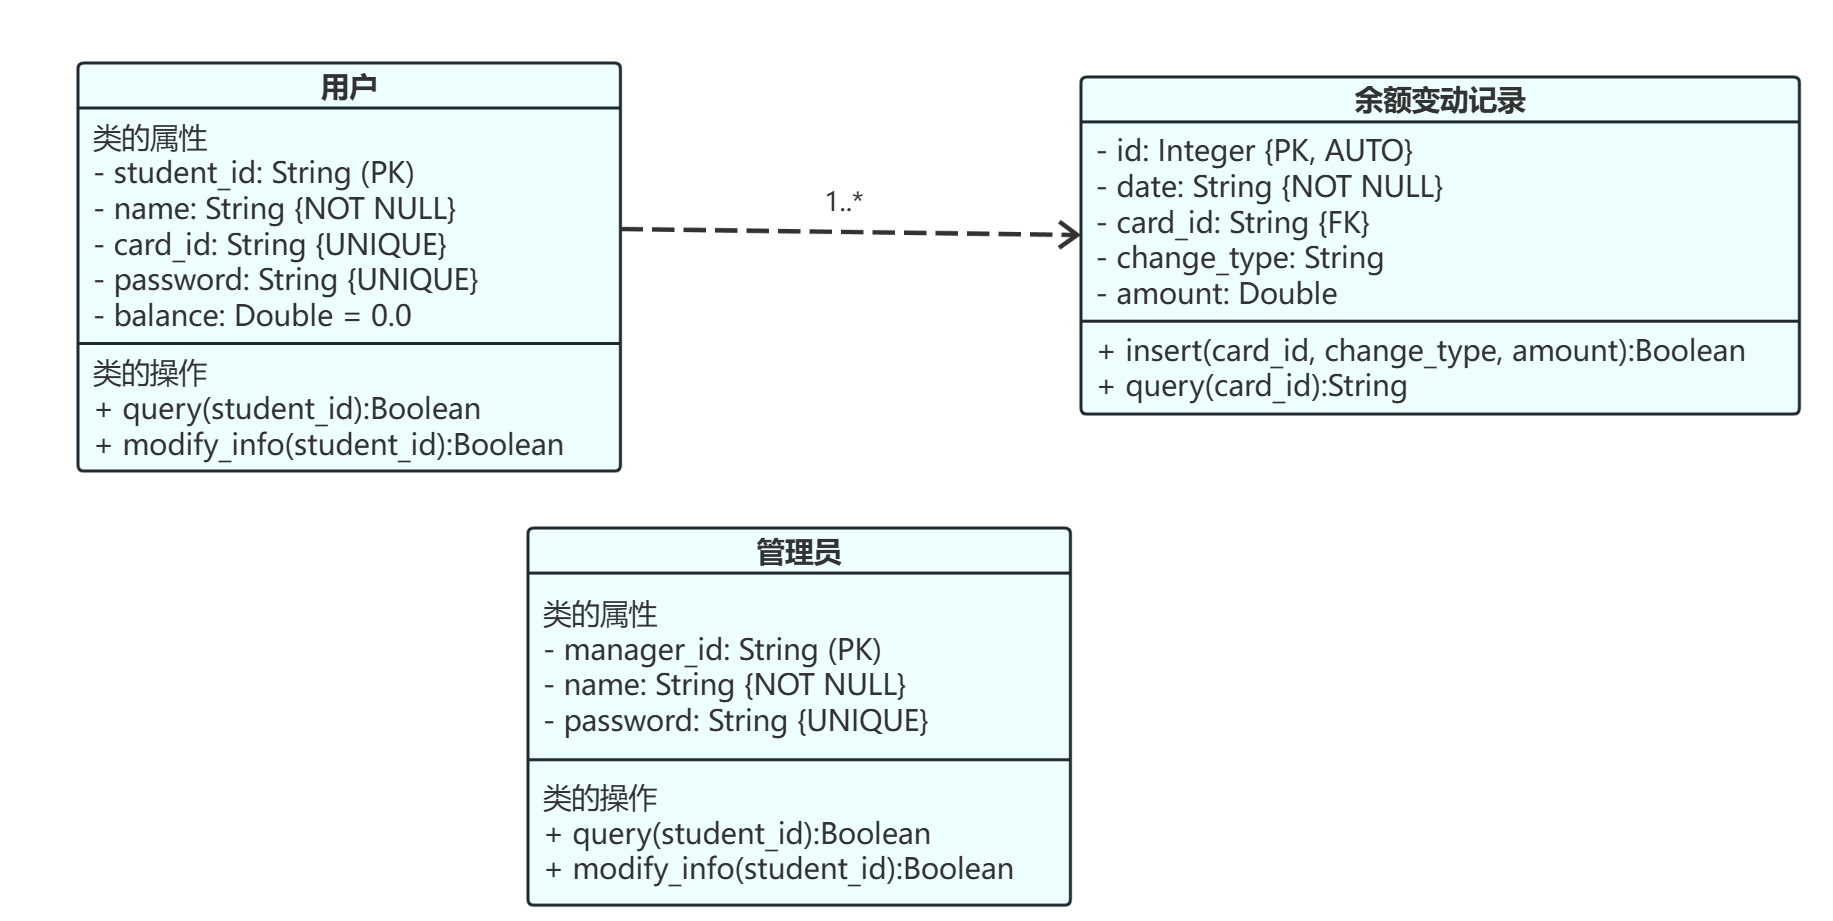 用户
类的属性
- student_id: String (PK)
- name: String {NOT NULL}
- card_id: String {UNIQUE}
- password: String {UNIQUE}
- balance: Double = 0.0
类的操作
+ query(student_id):Boolean
+ modify_info(student_id):Boolean
1..*
余额变动记录
- id: Integer {PK, AUTO}
- date: String {NOT NULL}
- card_id: String {FK}
- change_type: String
- amount: Double
+ insert(card_id, change_type, amount):Boolean
+ query(card_id):String
管理员
类的属性
- manager_id: String (PK)
- name: String {NOT NULL}
- password: String {UNIQUE}
类的操作
+ query(student_id):Boolean
+ modify_info(student_id):Boolean